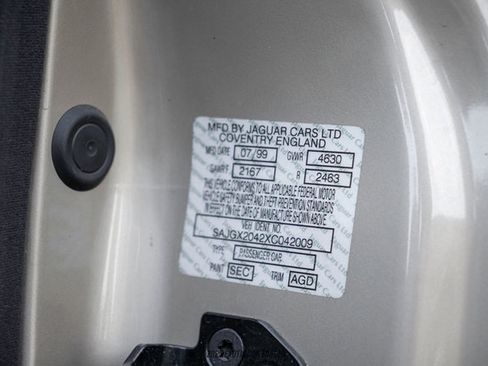 MFD BY JAGUAR CARS LTD
COVENTRY ENGLAND
MFD DATE 07/99 GVWR 4630
GAWR F 2167 R 2463
THIS VEHICLE CONFORMS TO ALL APPLICABLE FEDERAL MOTOR
VEHICLE SAFETY BUMPER AND THEFT PREVENTION STANDARDS
IN EFFECT ON THE DATE OF MANUFACTURE SHOWN ABOVE
VEH IDENT NO.
SAJGX2042XC042009
TYPE PASSENGER CAR
PAINT SEC TRIM AGD